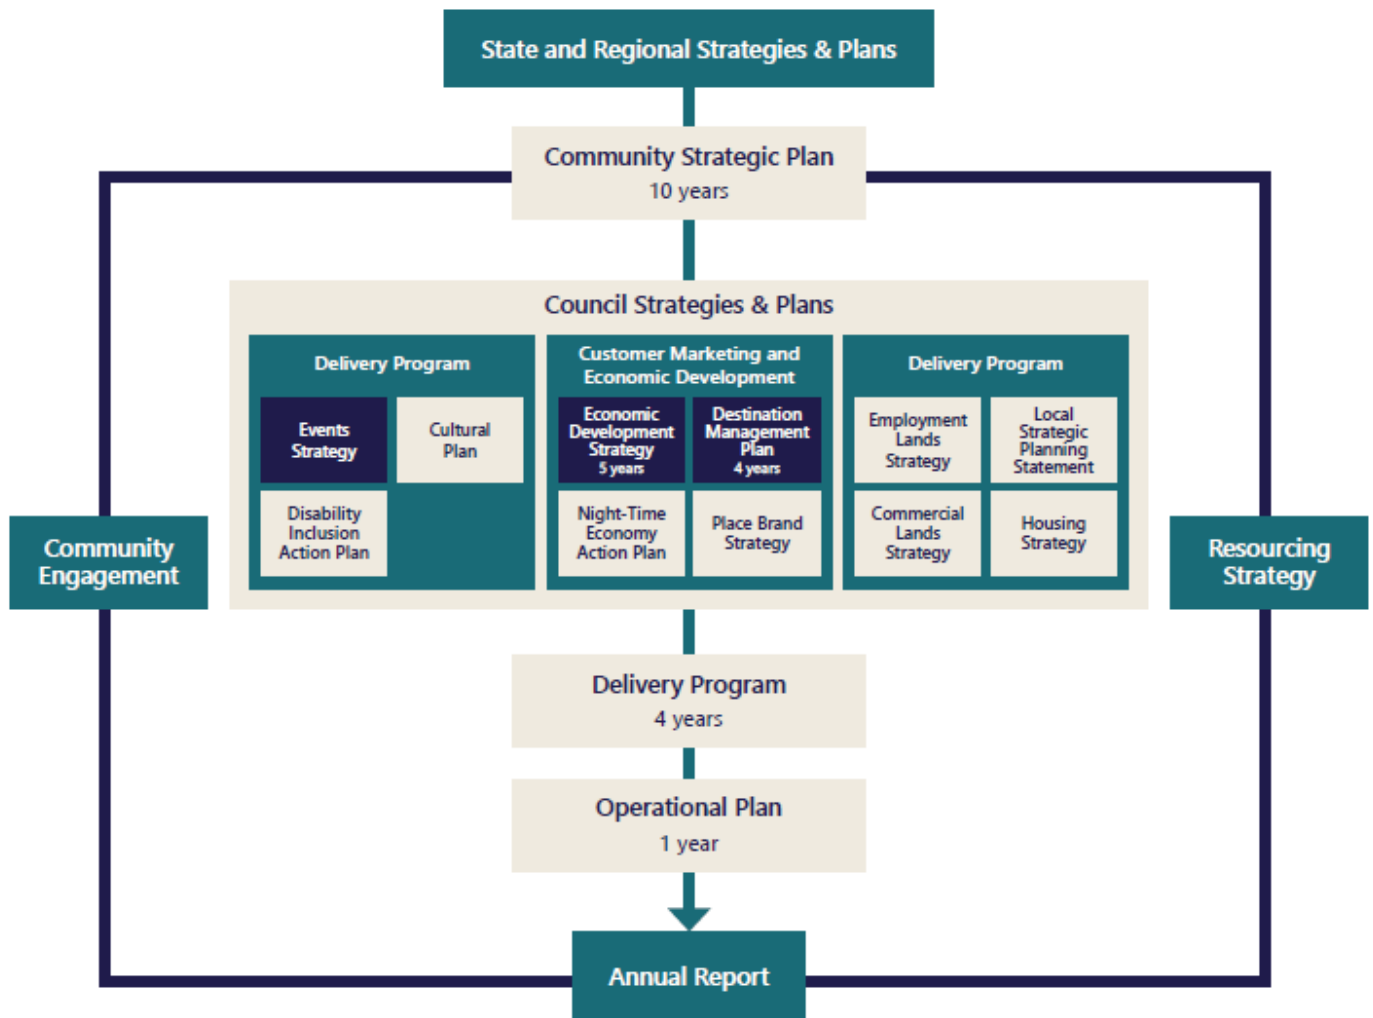 State and Regional Strategies & Plans
Community Strategic Plan
10 years
Council Strategies & Plans
Delivery Program
Events
Strategy
Cultural
Plan
Disability
Inclusion
Action Plan
Customer Marketing and
Economic Development
Economic
Development
Strategy
5 years
Destination
Management
Plan
4 years
Night-Time
Economy
Action Plan
Place Brand
Strategy
Delivery Program
Employment
Lands
Strategy
Local
Strategic
Planning
Statement
Commercial
Lands
Strategy
Housing
Strategy
Community
Engagement
Resourcing
Strategy
Delivery Program
4 years
Operational Plan
1 year
Annual Report